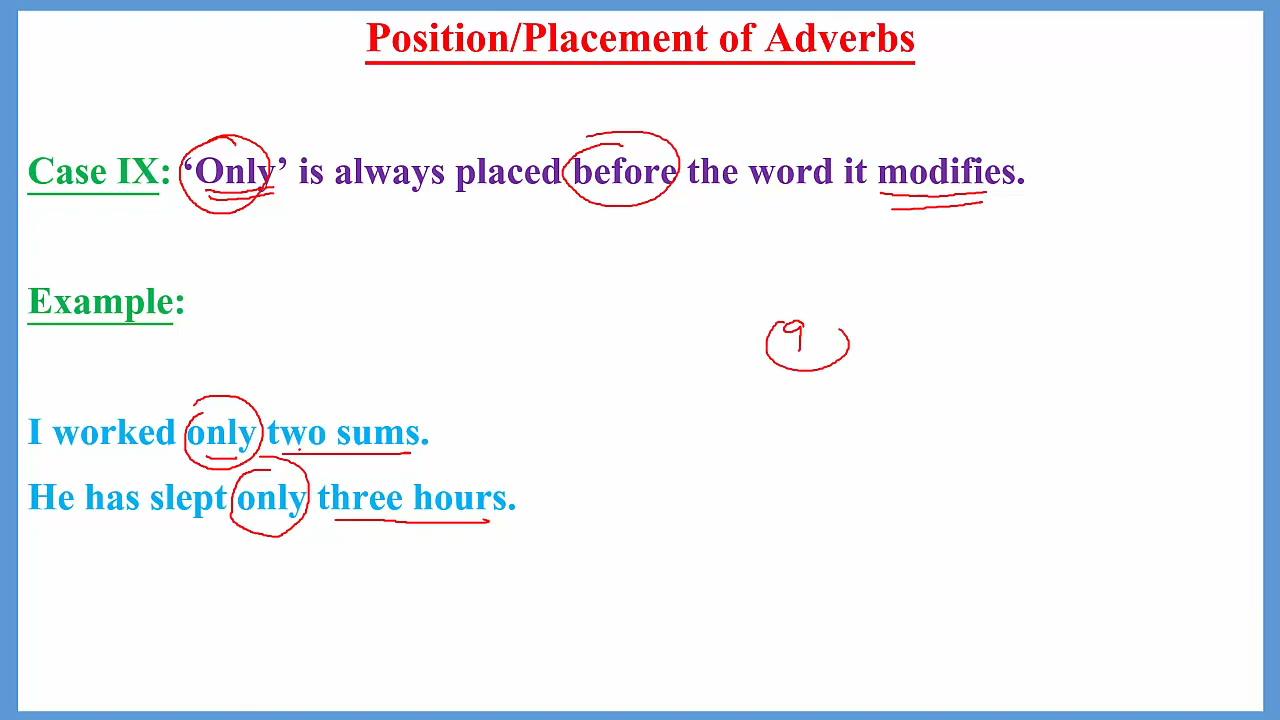 Position/Placement of Adverbs
Case IX: ‘Only’ is always placed before the word it modifies.
Example:
9
I worked only two sums.
He has slept only three hours.